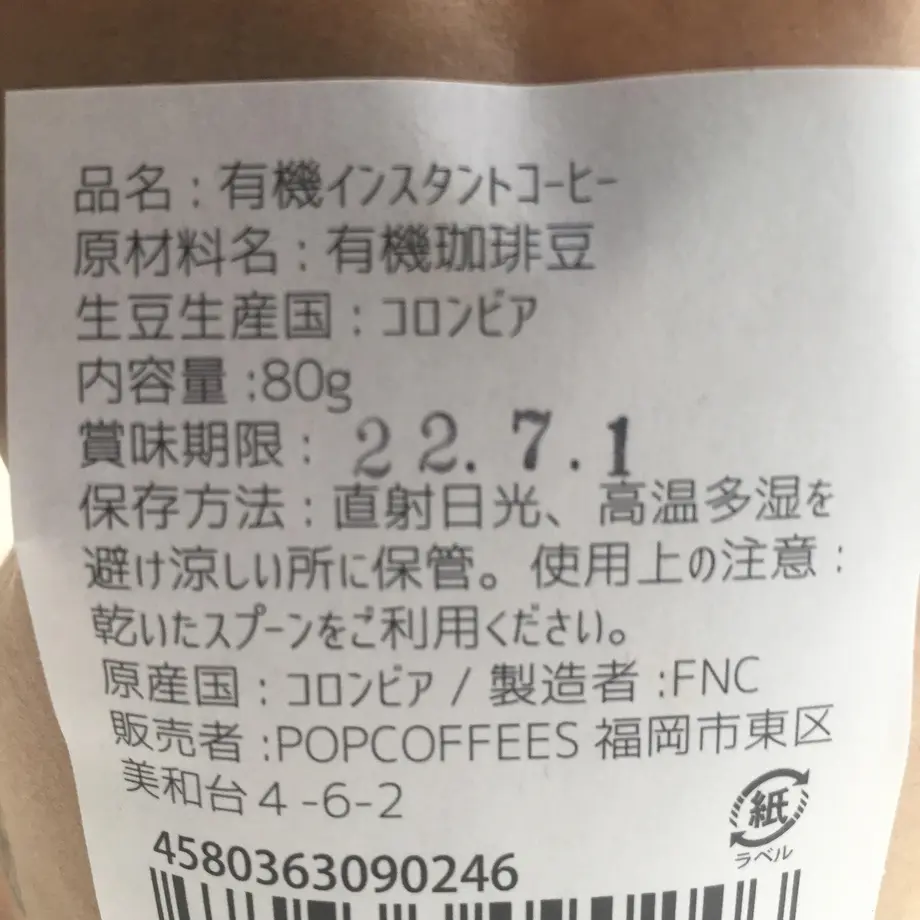 品名 : 有機インスタントコーヒー
原材料名 : 有機珈琲豆
生豆生産国 : コロンビア
内容量 :80g
賞味期限 : 22.7.1
保存方法 : 直射日光、高温多湿を
避け涼しい所に保管。使用上の注意 :
乾いたスプーンをご利用ください。
原産国 : コロンビア / 製造者 :FNC
販売者 :POPCOFFEES 福岡市東区
美和台４-6-2
紙
ラベル
4580363090246